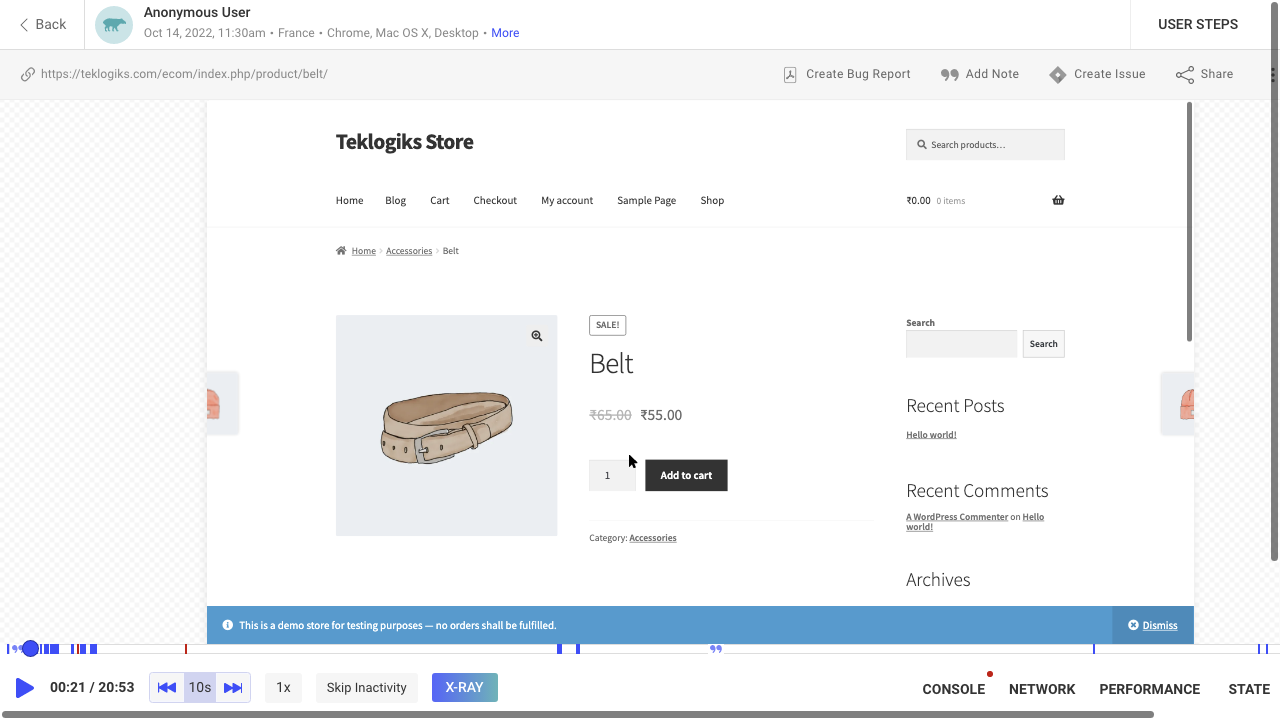 Back
Anonymous User
Oct 14, 2022, 11:30am • France • Chrome, Mac OS X, Desktop • More
USER STEPS
https://teklogiks.com/ecom/index.php/product/belt/
Create Bug Report
Add Note
Create Issue
Share
Teklogiks Store
Search products…
Home Blog Cart Checkout My account Sample Page Shop
₹0.00 0 items
Home › Accessories › Belt
SALE!
Belt
₹65.00 ₹55.00
1
Add to cart
Category: Accessories
Search
Search
Recent Posts
Hello world!
Recent Comments
A WordPress Commenter on Hello
world!
Archives
This is a demo store for testing purposes — no orders shall be fulfilled.
Dismiss
00:21 / 20:53
10s
1x
Skip Inactivity
X-RAY
CONSOLE
NETWORK
PERFORMANCE
STATE